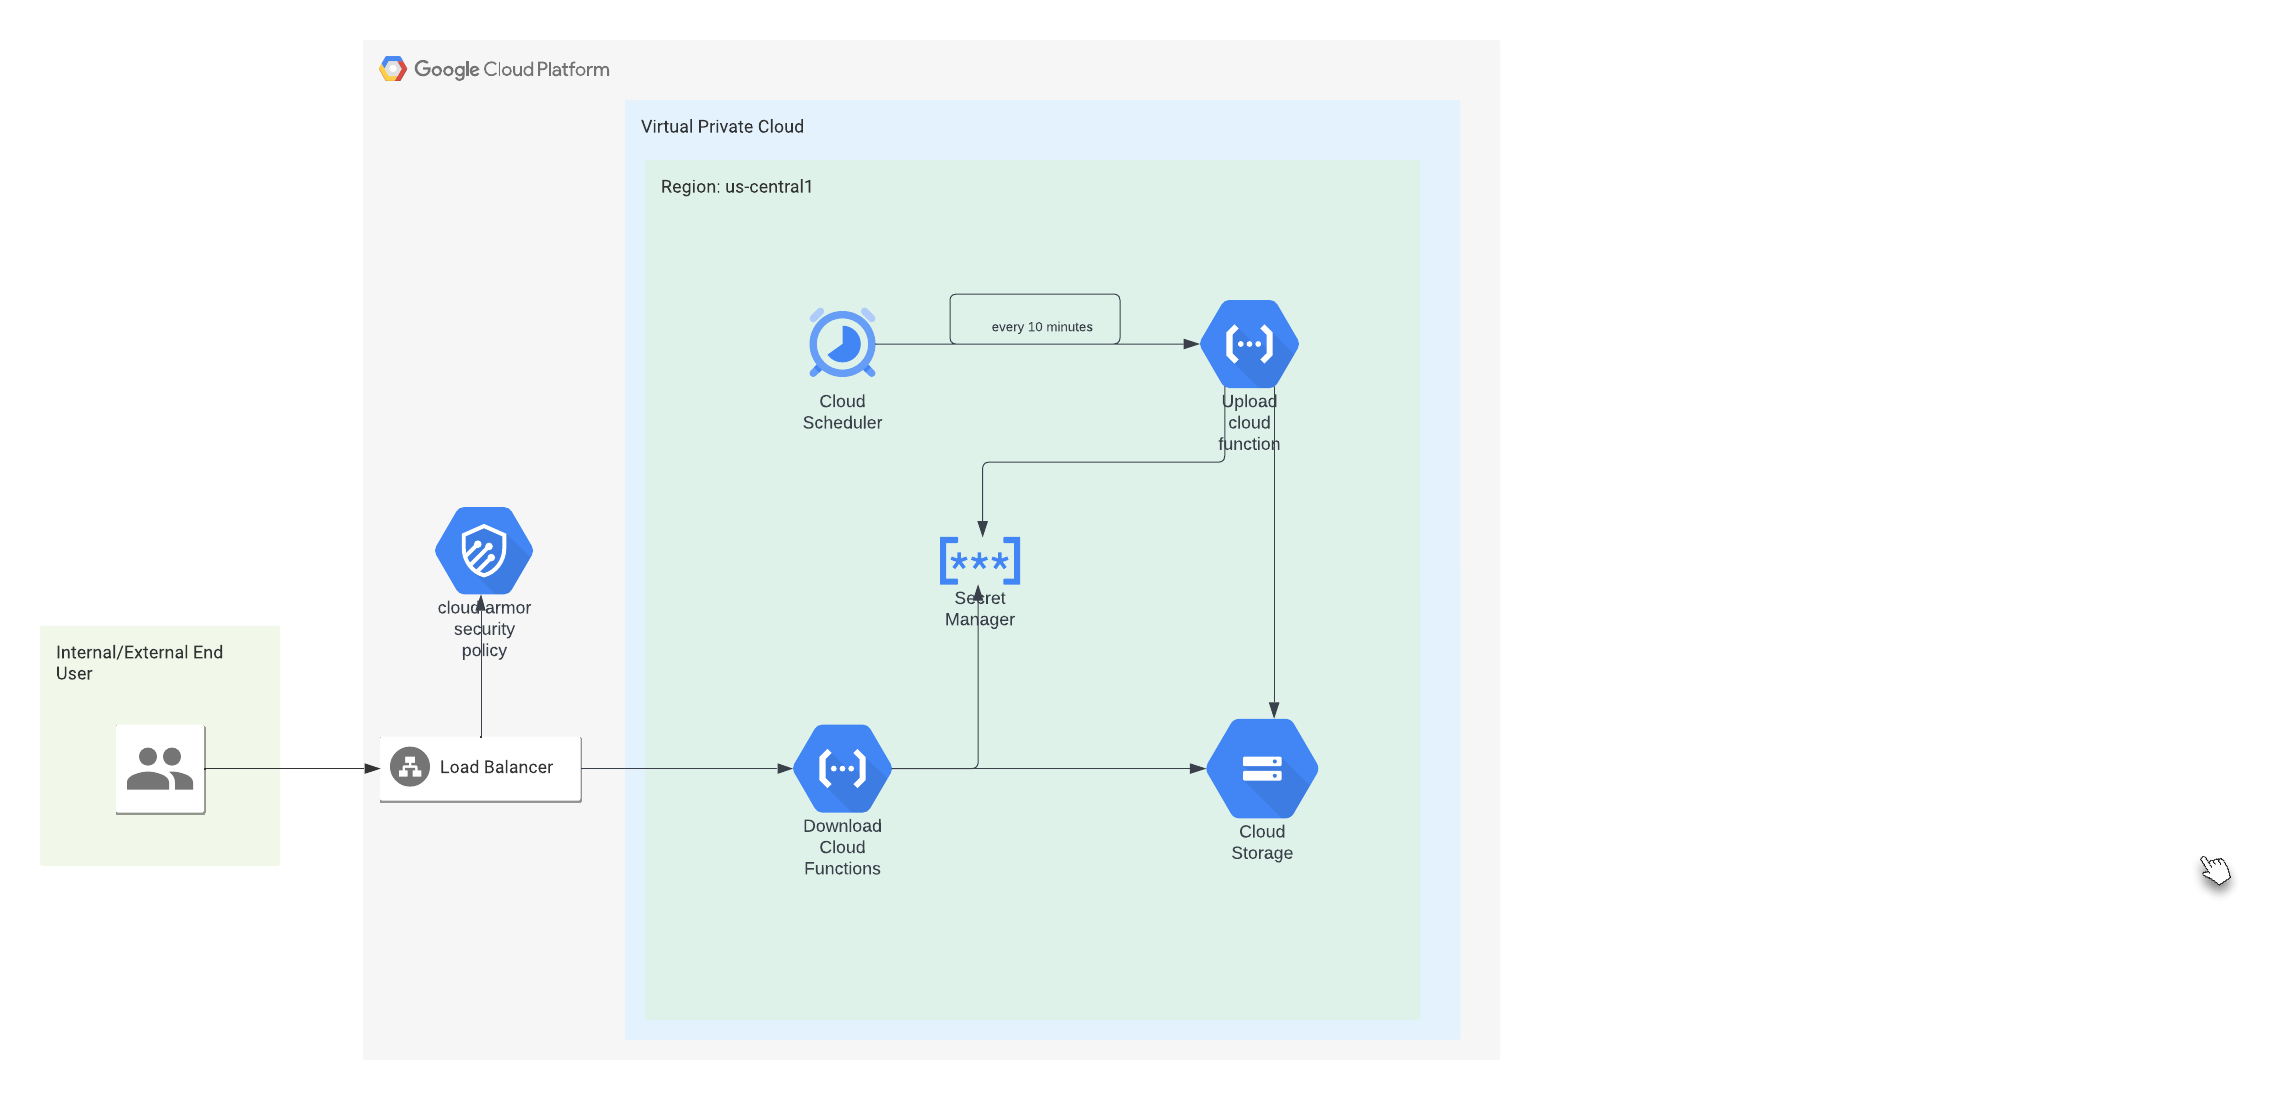 Google Cloud Platform
Virtual Private Cloud
Region: us-central1
every 10 minutes
Cloud
Scheduler
Upload
cloud
function
[***]
Secret
Manager
cloud armor
security
policy
Internal/External End
User
Load Balancer
Download
Cloud
Functions
Cloud
Storage